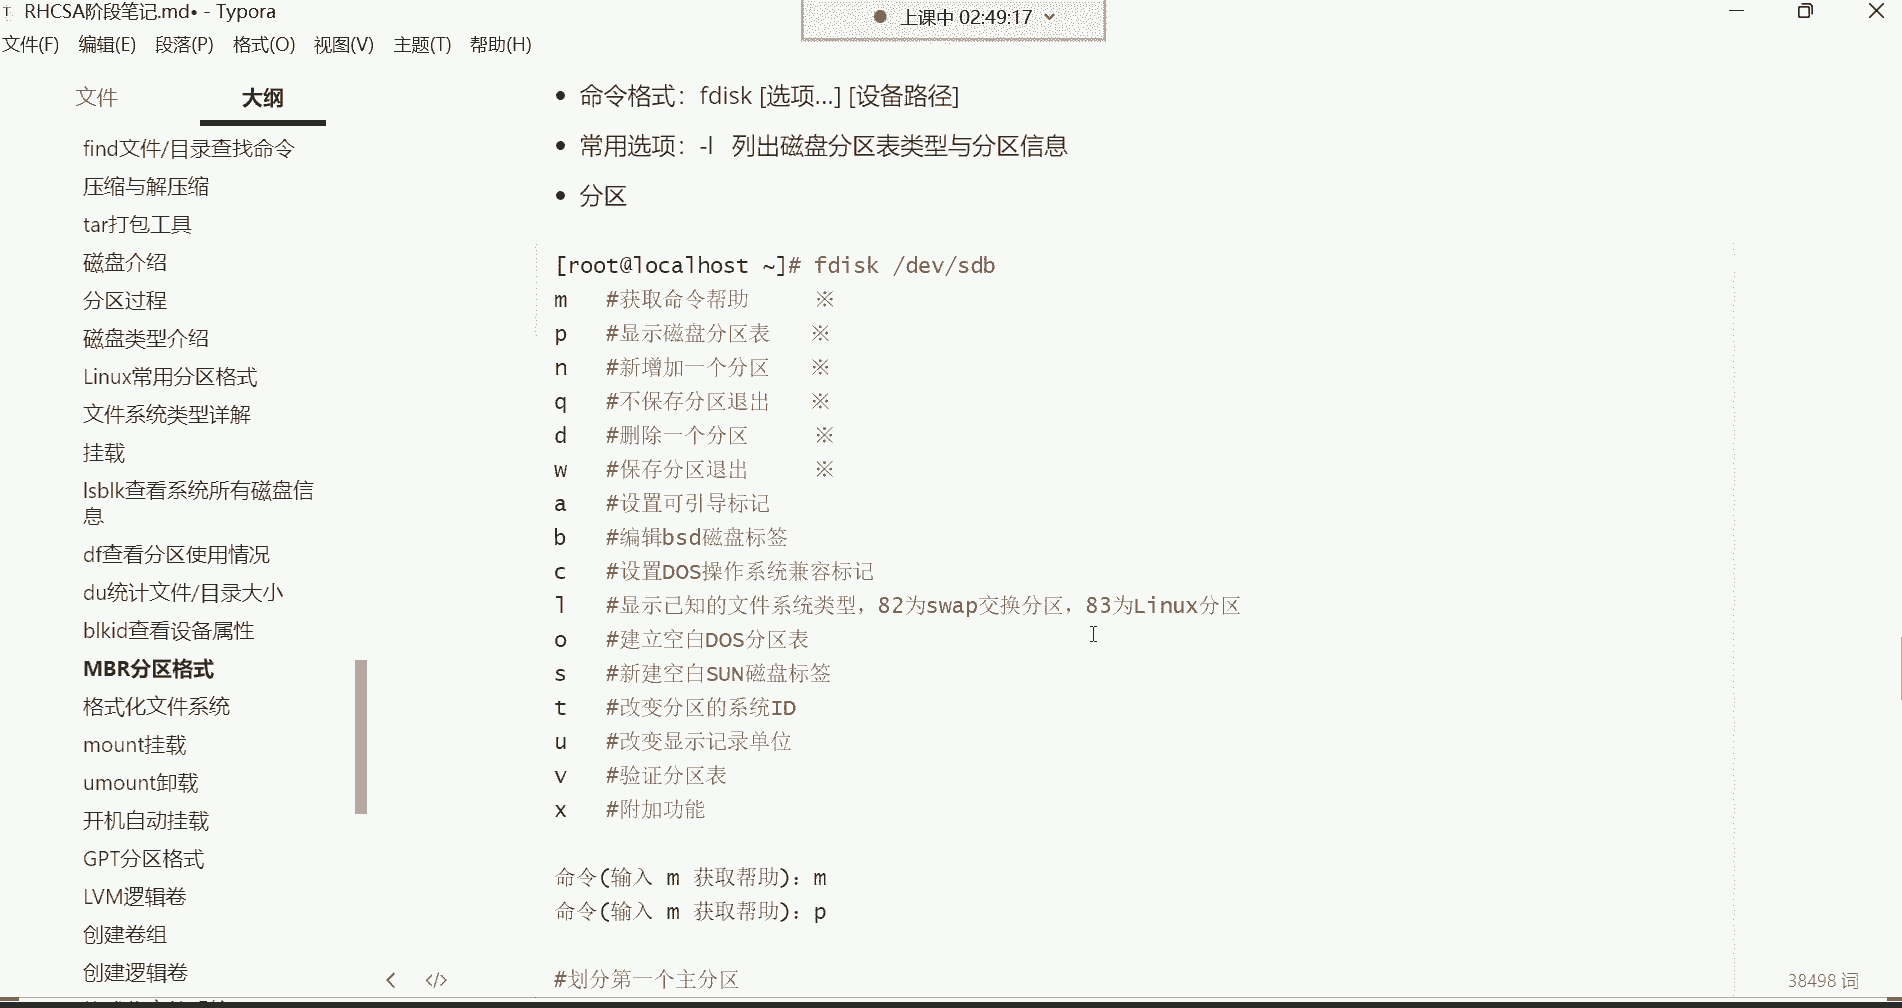 RHCSA阶段笔记.md• - Typora
上课中 02:49:17
文件(F) 编辑(E) 段落(P) 格式(O) 视图(V) 主题(T) 帮助(H)
文件 大纲
find文件/目录查找命令
压缩与解压缩
tar打包工具
磁盘介绍
分区过程
磁盘类型介绍
Linux常用分区格式
文件系统类型详解
挂载
lsblk查看系统所有磁盘信
息
df查看分区使用情况
du统计文件/目录大小
blkid查看设备属性
MBR分区格式
格式化文件系统
mount挂载
umount卸载
开机自动挂载
GPT分区格式
LVM逻辑卷
创建卷组
创建逻辑卷
• 命令格式：fdisk [选项...] [设备路径]
• 常用选项：-l 列出磁盘分区表类型与分区信息
• 分区
[root@localhost ~]# fdisk /dev/sdb
m #获取命令帮助 ※
p #显示磁盘分区表 ※
n #新增加一个分区 ※
q #不保存分区退出 ※
d #删除一个分区 ※
w #保存分区退出 ※
a #设置可引导标记
b #编辑bsd磁盘标签
c #设置DOS操作系统兼容标记
l #显示已知的文件系统类型，82为swap交换分区，83为Linux分区
o #建立空白DOS分区表
s #新建空白SUN磁盘标签
t #改变分区的系统ID
u #改变显示记录单位
v #验证分区表
x #附加功能
命令(输入 m 获取帮助)：m
命令(输入 m 获取帮助)：p
#划分第一个主分区
38498 词